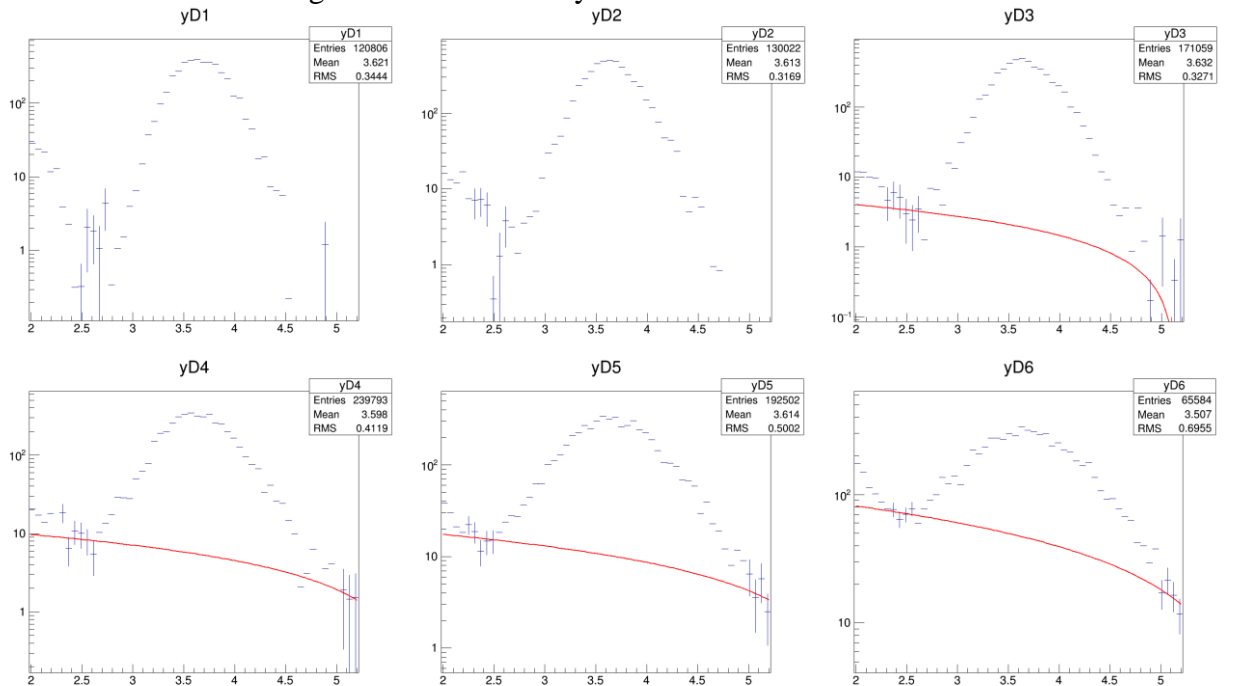 yD1
yD1
Entries 120806
Mean 3.621
RMS 0.3444
10²
10
1
2 2.5 3 3.5 4 4.5 5
yD2
yD2
Entries 130022
Mean 3.613
RMS 0.3169
10²
10
1
2 2.5 3 3.5 4 4.5 5
yD3
yD3
Entries 171059
Mean 3.632
RMS 0.3271
10²
10
1
10⁻¹
2 2.5 3 3.5 4 4.5 5
yD4
yD4
Entries 239793
Mean 3.598
RMS 0.4119
10²
10
1
2 2.5 3 3.5 4 4.5 5
yD5
yD5
Entries 192502
Mean 3.614
RMS 0.5002
10²
10
1
2 2.5 3 3.5 4 4.5 5
yD6
yD6
Entries 65584
Mean 3.507
RMS 0.6955
10²
10
2 2.5 3 3.5 4 4.5 5